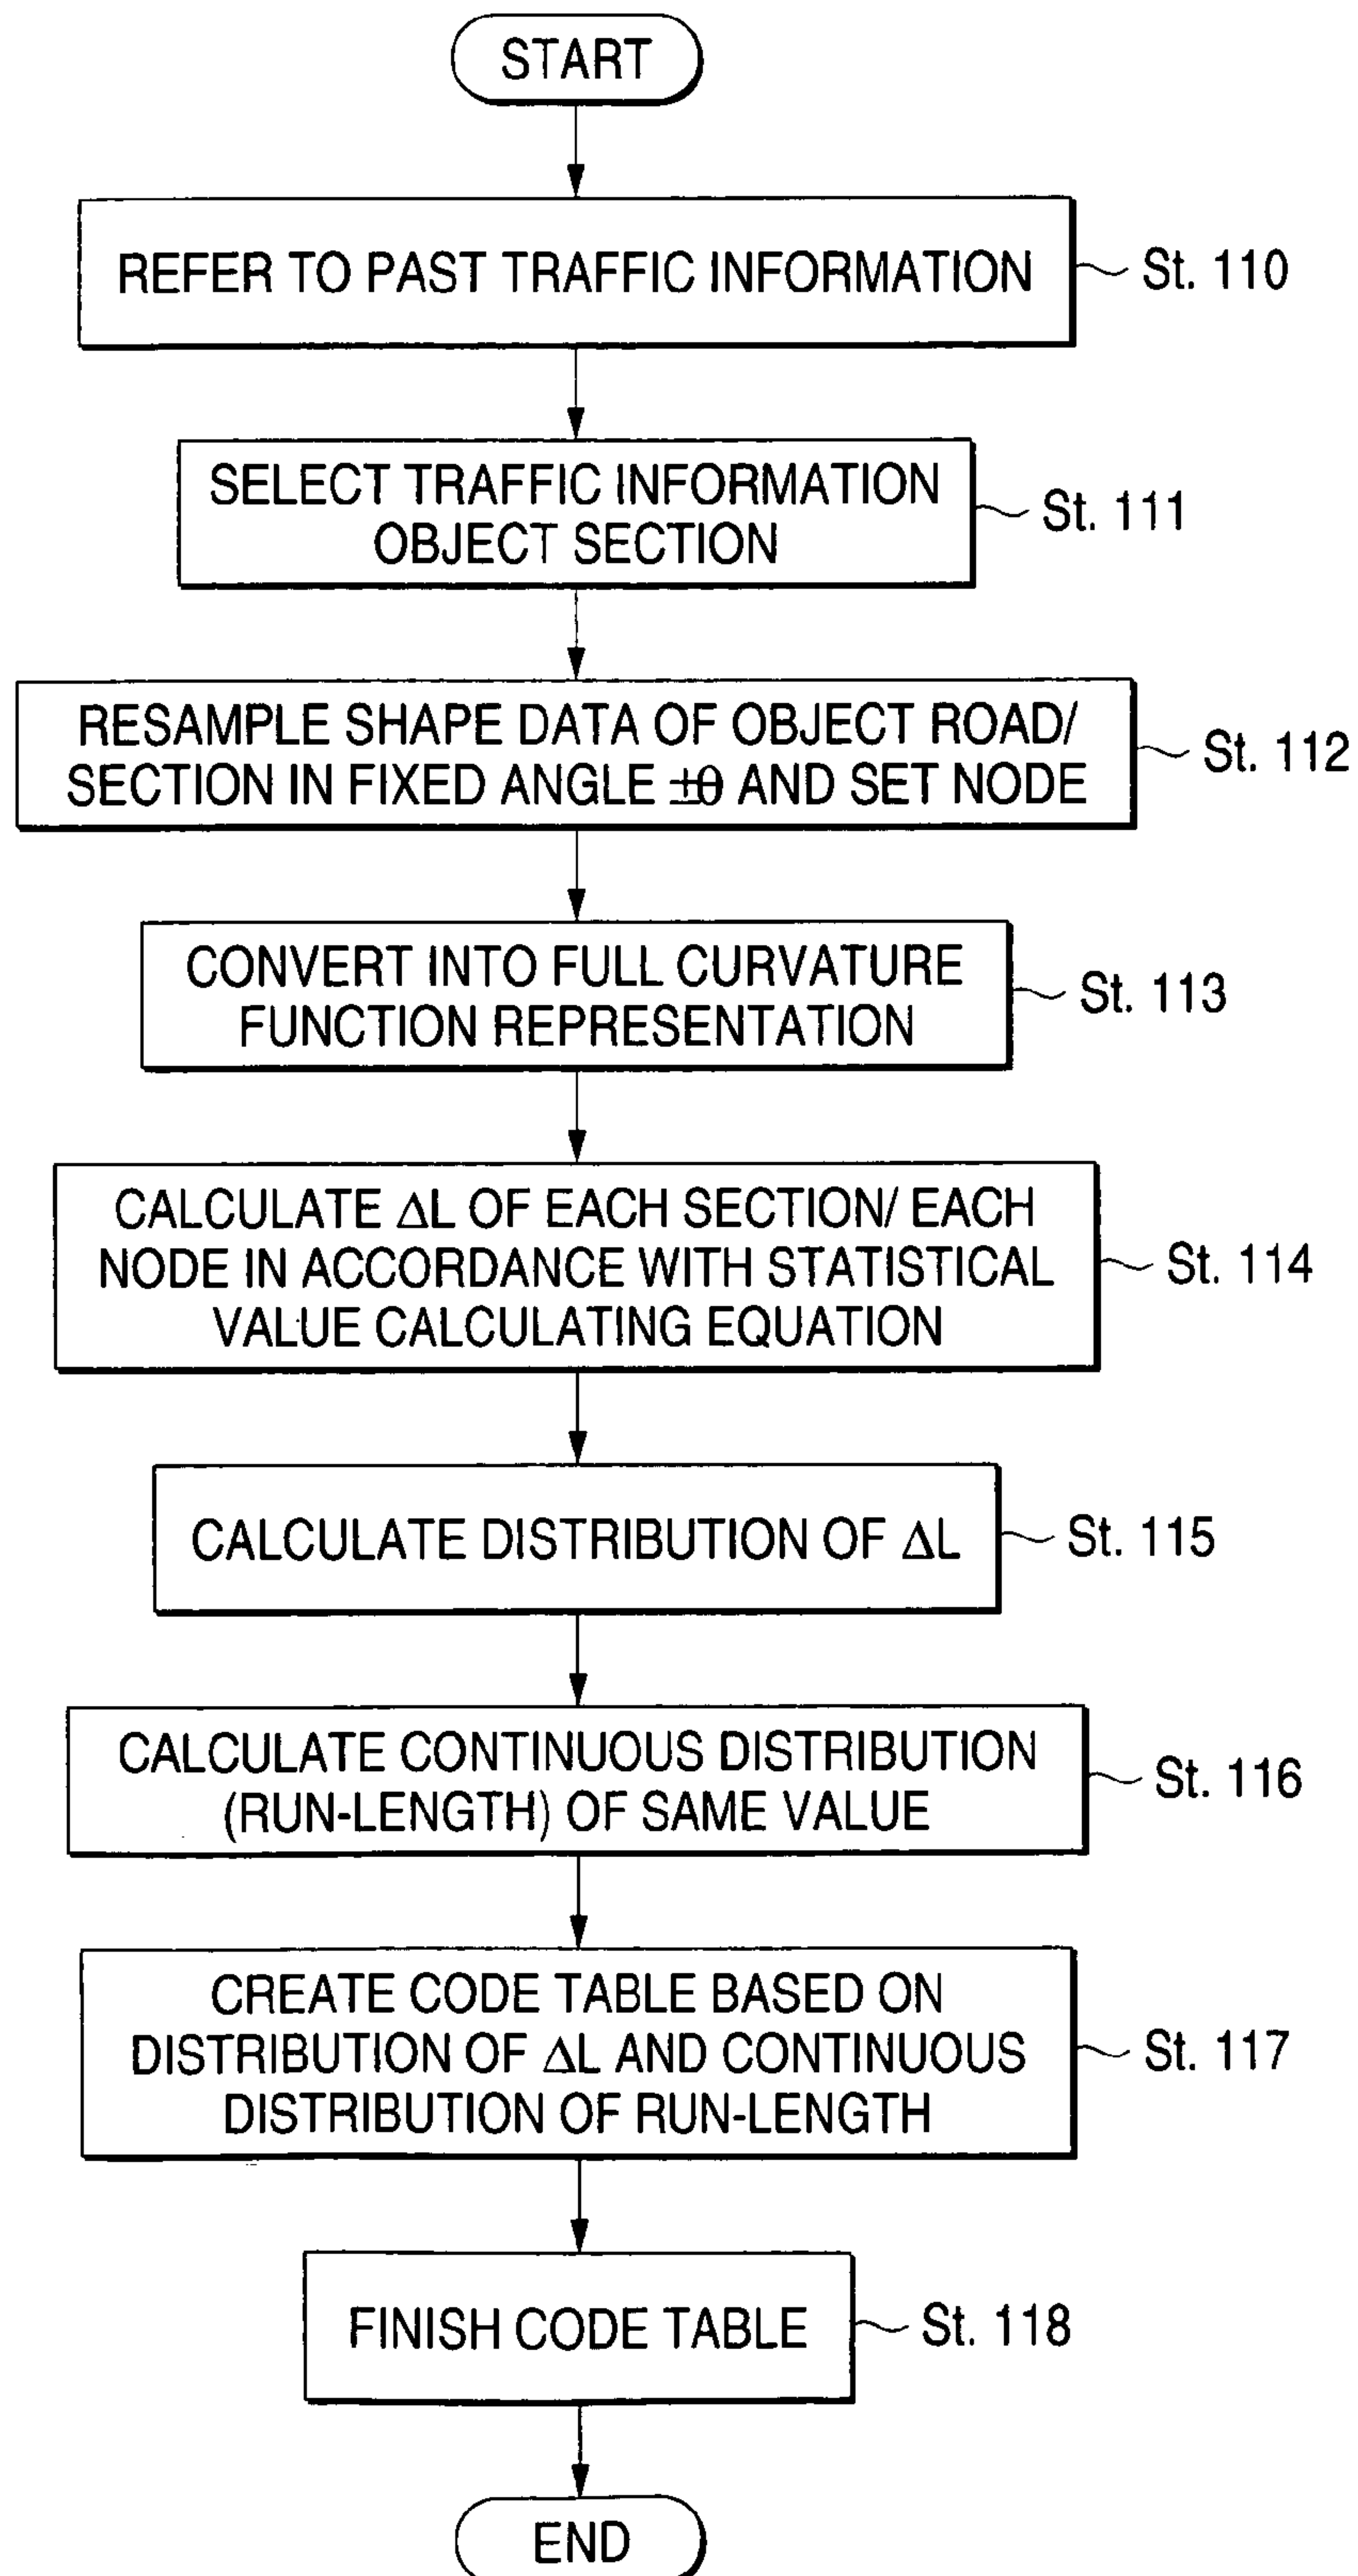 START
REFER TO PAST TRAFFIC INFORMATION
St. 110
SELECT TRAFFIC INFORMATION
OBJECT SECTION
St. 111
RESAMPLE SHAPE DATA OF OBJECT ROAD/
SECTION IN FIXED ANGLE ±θ AND SET NODE
St. 112
CONVERT INTO FULL CURVATURE
FUNCTION REPRESENTATION
St. 113
CALCULATE ΔL OF EACH SECTION/ EACH
NODE IN ACCORDANCE WITH STATISTICAL
VALUE CALCULATING EQUATION
St. 114
CALCULATE DISTRIBUTION OF ΔL
St. 115
CALCULATE CONTINUOUS DISTRIBUTION
(RUN-LENGTH) OF SAME VALUE
St. 116
CREATE CODE TABLE BASED ON
DISTRIBUTION OF ΔL AND CONTINUOUS
DISTRIBUTION OF RUN-LENGTH
St. 117
FINISH CODE TABLE
St. 118
END